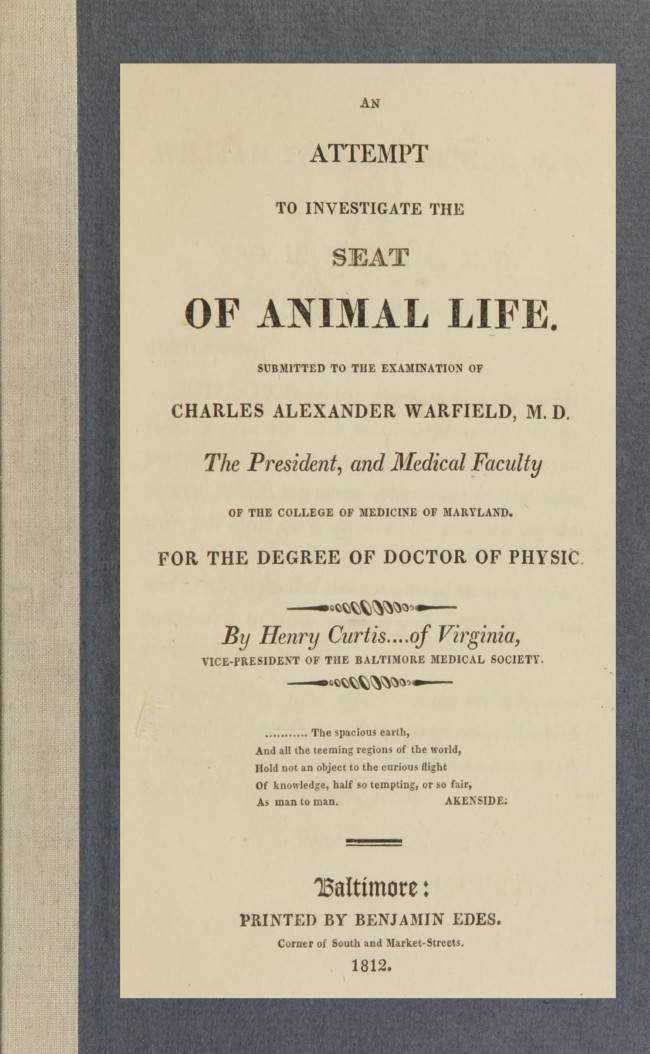 AN
ATTEMPT
TO INVESTIGATE THE
SEAT
OF ANIMAL LIFE.
SUBMITTED TO THE EXAMINATION OF
CHARLES ALEXANDER WARFIELD, M. D.
The President, and Medical Faculty
OF THE COLLEGE OF MEDICINE OF MARYLAND.
FOR THE DEGREE OF DOCTOR OF PHYSIC.
By Henry Curtis....of Virginia,
VICE-PRESIDENT OF THE BALTIMORE MEDICAL SOCIETY.
........... The spacious earth,
And all the teeming regions of the world,
Hold not an object to the curious flight
Of knowledge, half so tempting, or so fair,
As man to man. AKENSIDE:
Baltimore:
PRINTED BY BENJAMIN EDES.
Corner of South and Market-Streets.
1812.